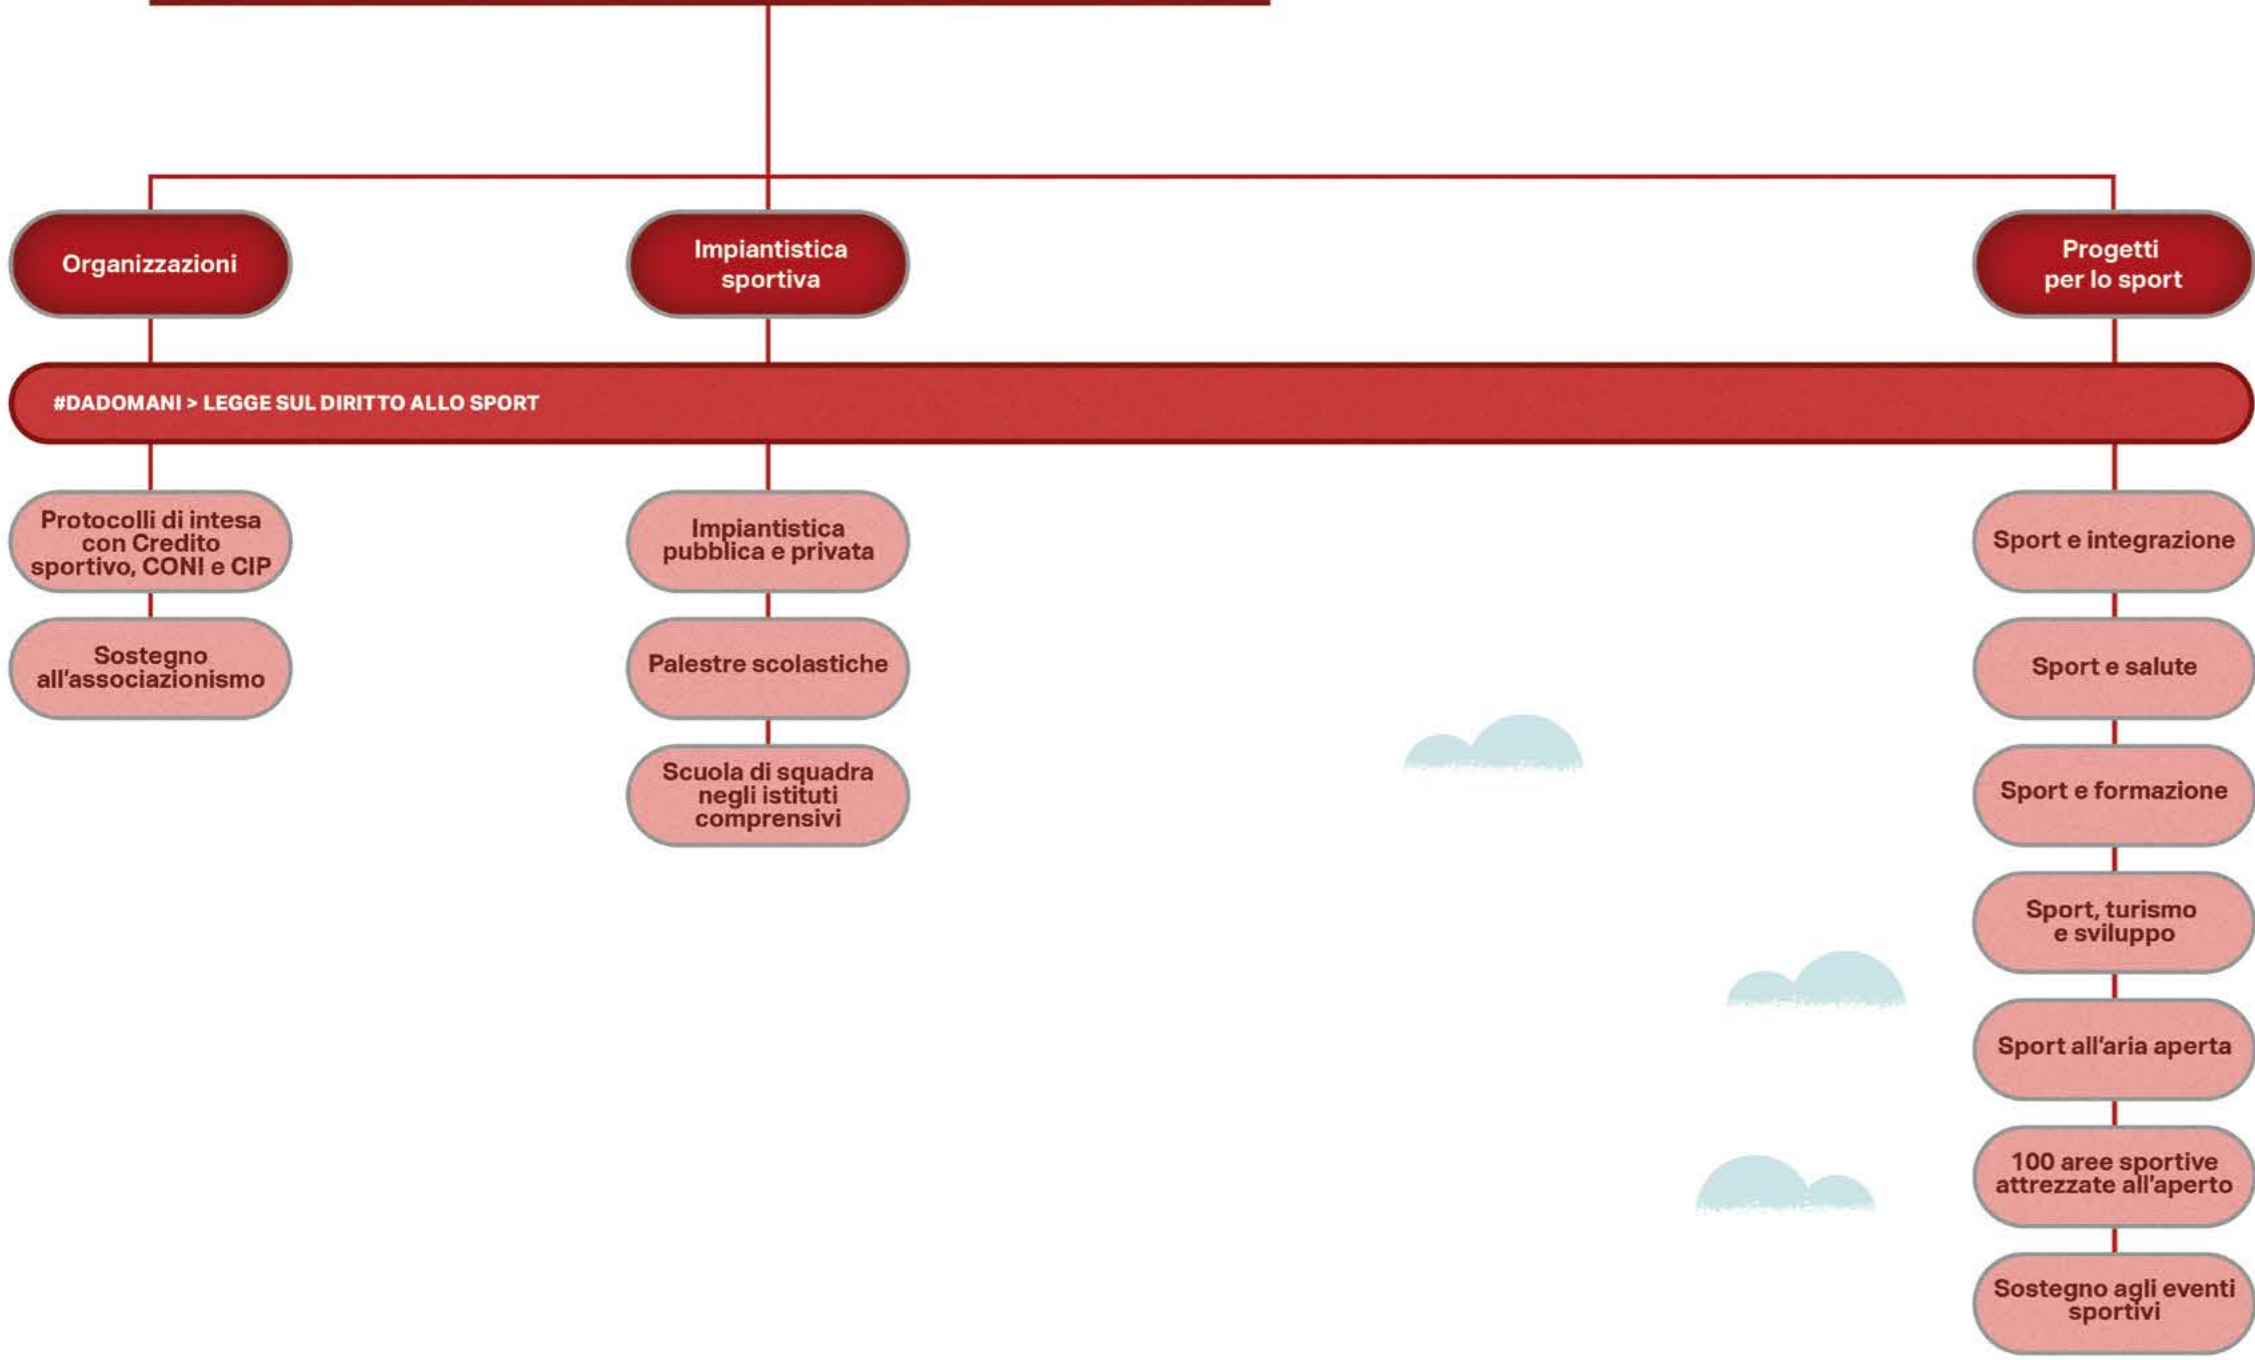 Organizzazioni
Impiantistica
sportiva
Progetti
per lo sport
#DADOMANI > LEGGE SUL DIRITTO ALLO SPORT
Protocolli di intesa
con Credito
sportivo, CONI e CIP
Sostegno
all'associazionismo
Impiantistica
pubblica e privata
Palestre scolastiche
Scuola di squadra
negli istituti
comprensivi
Sport e integrazione
Sport e salute
Sport e formazione
Sport, turismo
e sviluppo
Sport all'aria aperta
100 aree sportive
attrezzate all'aperto
Sostegno agli eventi
sportivi